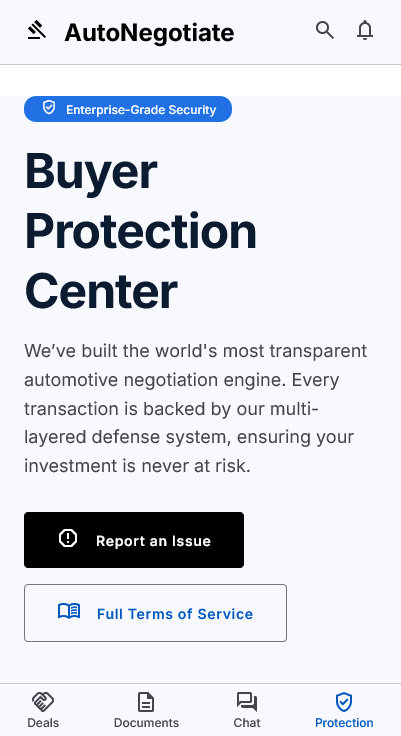 AutoNegotiate
Enterprise-Grade Security
Buyer
Protection
Center
We’ve built the world's most transparent
automotive negotiation engine. Every
transaction is backed by our multi-
layered defense system, ensuring your
investment is never at risk.
Report an Issue
Full Terms of Service
Deals
Documents
Chat
Protection